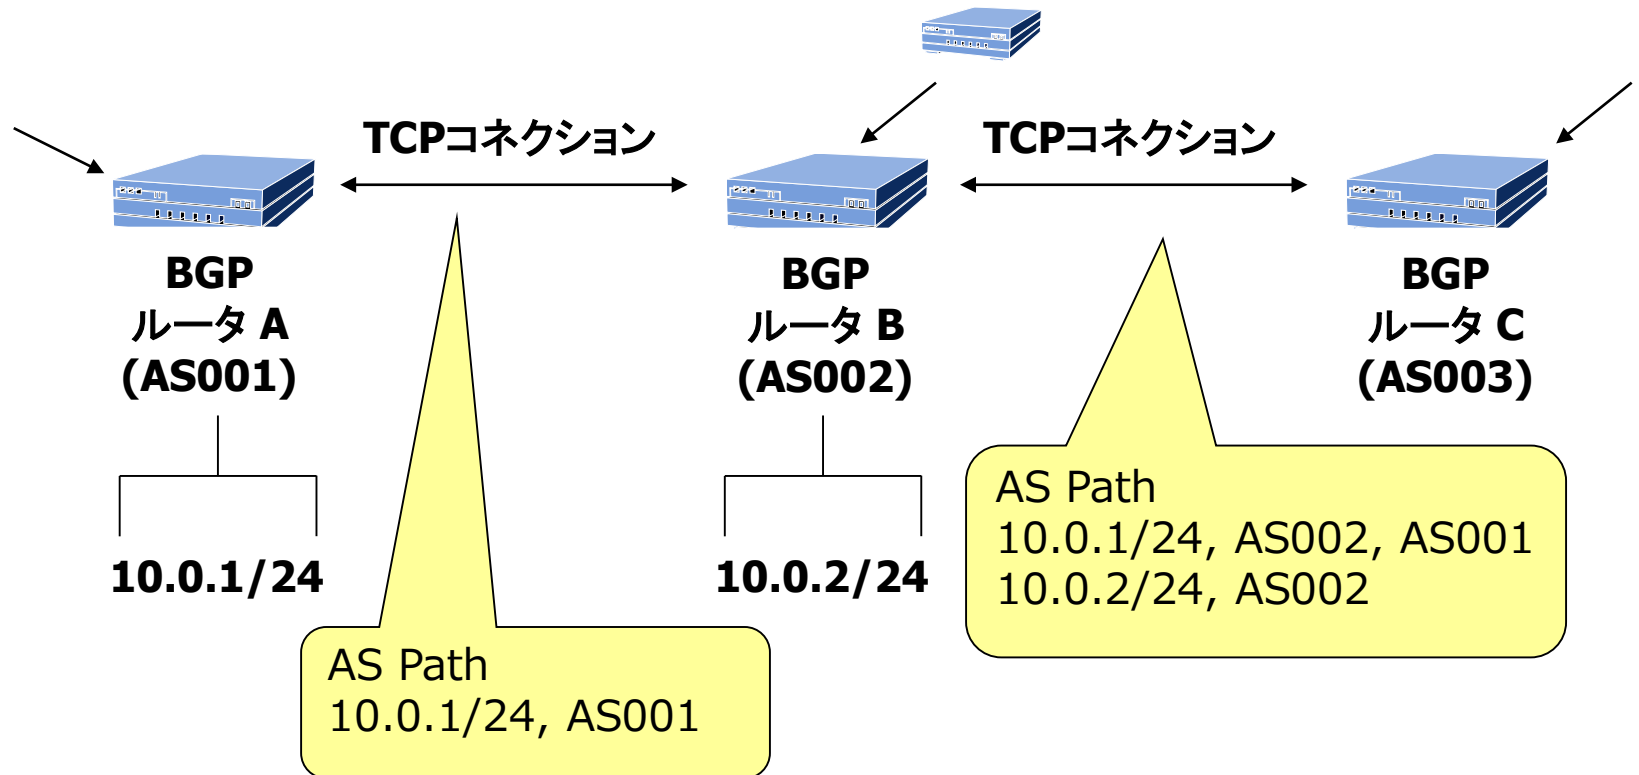 TCPコネクション
TCPコネクション
BGP
ルータ A
(AS001)
BGP
ルータ B
(AS002)
BGP
ルータ C
(AS003)
10.0.1/24
10.0.2/24
AS Path
10.0.1/24, AS002, AS001
10.0.2/24, AS002
AS Path
10.0.1/24, AS001